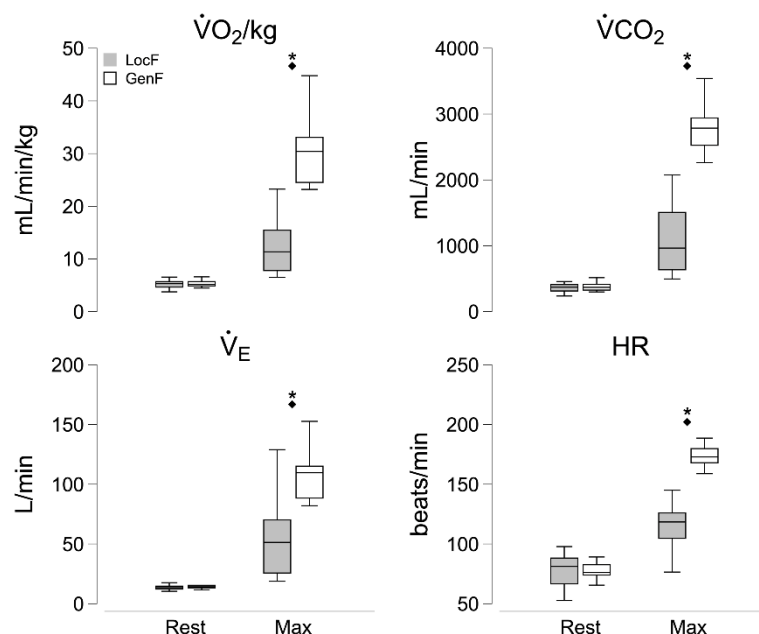 V̇O₂/kg
V̇CO₂
LocF
GenF
mL/min/kg
50
40
30
20
10
0
*
◆
mL/min
4000
3000
2000
1000
0
*
◆
V̇E
HR
L/min
200
150
100
50
0
*
◆
Rest
Max
beats/min
250
200
150
100
50
*
◆
Rest
Max